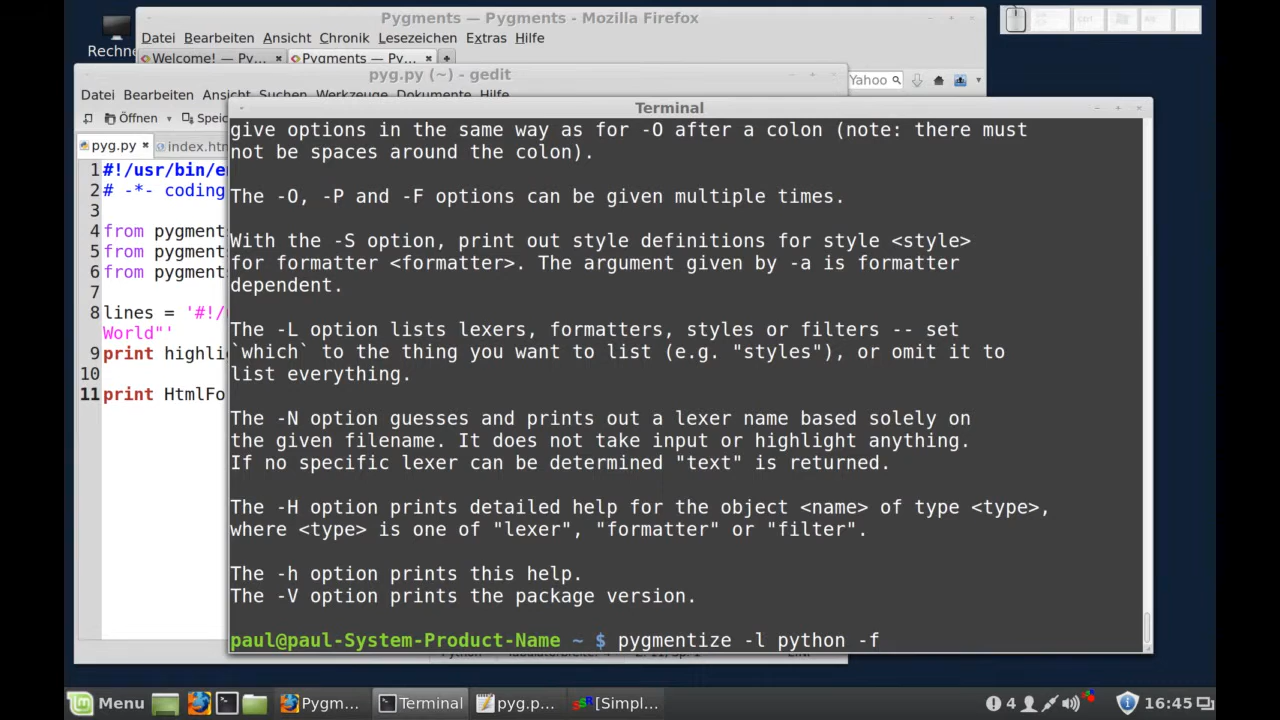 Rechne
Pygments — Pygments - Mozilla Firefox
Datei Bearbeiten Ansicht Chronik Lesezeichen Extras Hilfe
Welcome! — Py... Pygments — Py...
Yahoo
pyg.py (~) - gedit
Datei Bearbeiten Ansicht Suchen Werkzeuge Dokumente Hilfe
Öffnen Speic
pyg.py index.htm
1 #!/usr/bin/e
2 # -*- coding
3
4 from pygment
5 from pygment
6 from pygment
7
8 lines = '#!/
World"'
9 print highli
10
11 print HtmlFo
Terminal
give options in the same way as for -O after a colon (note: there must
not be spaces around the colon).
The -O, -P and -F options can be given multiple times.
With the -S option, print out style definitions for style <style>
for formatter <formatter>. The argument given by -a is formatter
dependent.
The -L option lists lexers, formatters, styles or filters -- set
`which` to the thing you want to list (e.g. "styles"), or omit it to
list everything.
The -N option guesses and prints out a lexer name based solely on
the given filename. It does not take input or highlight anything.
If no specific lexer can be determined "text" is returned.
The -H option prints detailed help for the object <name> of type <type>,
where <type> is one of "lexer", "formatter" or "filter".
The -h option prints this help.
The -V option prints the package version.
paul@paul-System-Product-Name ~ $ pygmentize -l python -f
Menu Pygm... Terminal pyg.p... [Simpl... 4 16:45